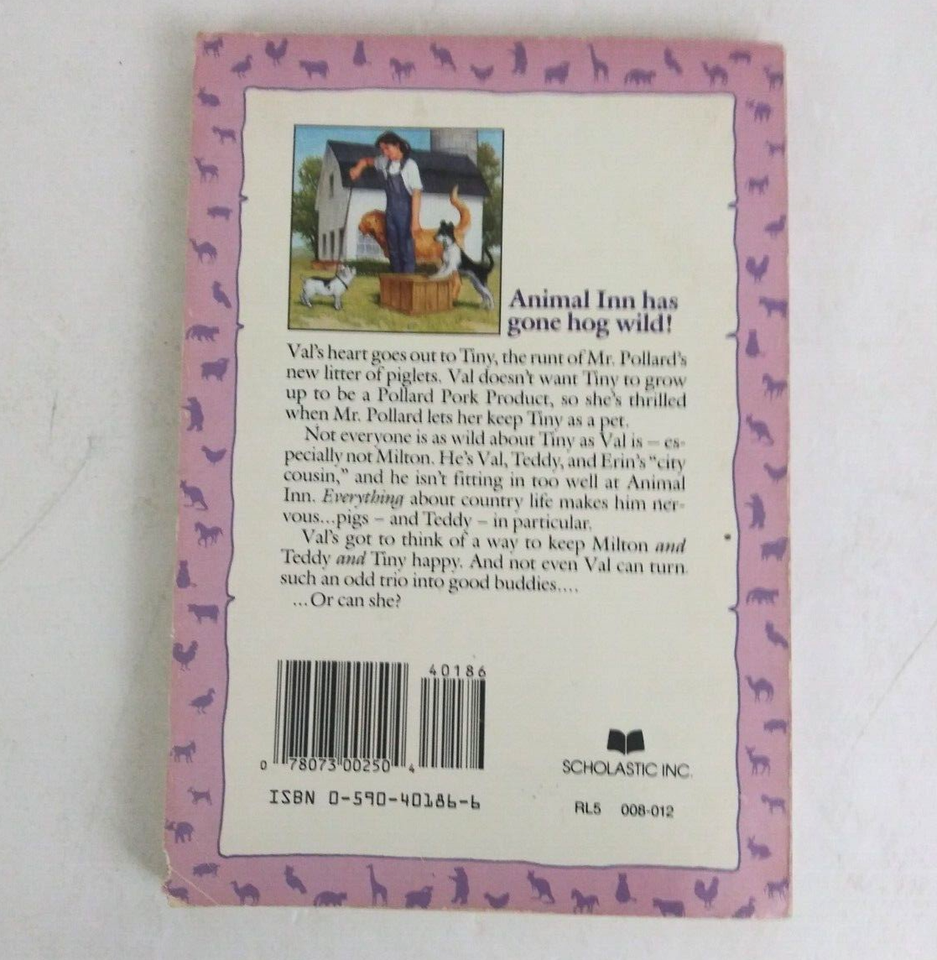 Animal Inn has
gone hog wild!
Val's heart goes out to Tiny, the runt of Mr. Pollard's
new litter of piglets. Val doesn't want Tiny to grow
up to be a Pollard Pork Product, so she's thrilled
when Mr. Pollard lets her keep Tiny as a pet.
Not everyone is as wild about Tiny as Val is – es-
pecially not Milton. He's Val, Teddy, and Erin's "city
cousin," and he isn't fitting in too well at Animal
Inn. Everything about country life makes him ner-
vous...pigs – and Teddy – in particular.
Val's got to think of a way to keep Milton and
Teddy and Tiny happy. And not even Val can turn
such an odd trio into good buddies....
...Or can she?
40186
0 78073 00250 4
ISBN 0-590-40186-6
SCHOLASTIC INC.
RL5 008-012